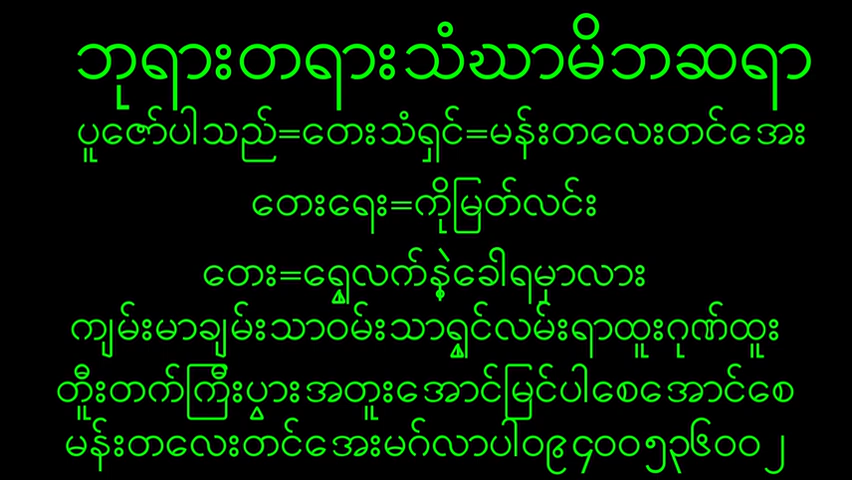 ဘုရားတရားသံဃာမိဘဆရာ
ပူဇော်ပါသည်=တေးသံရှင်=မန်းတလေးတင်အေး
တေးရေး=ကိုမြတ်လင်း
တေး=ရွှေလက်နဲ့ခေါ်ရမှာလား
ကျမ်းမာချမ်းသာဝမ်းသာရွှင်လမ်းရာထူးဂုဏ်ထူး
တိူးတက်ကြီးပွားအတူးအောင်မြင်ပါစေအောင်စေ
မန်းတလေးတင်အေးမင်္ဂလာပါ၀၉၄၀၀၅၃၆၀၀၂